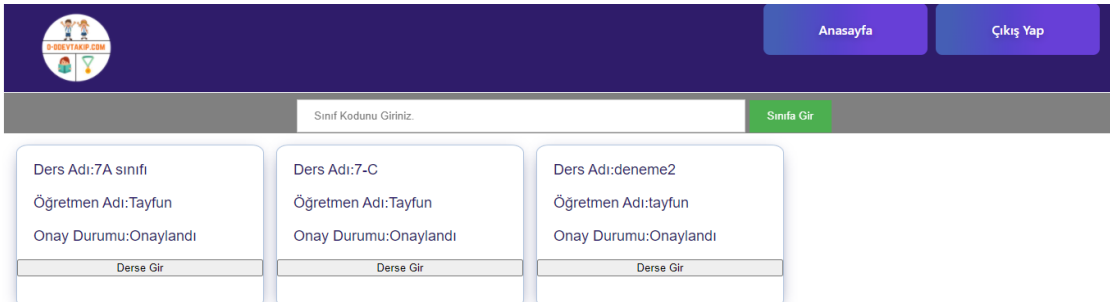 O-ODEVTAKIP.COM
Anasayfa
Çıkış Yap
Sınıf Kodunu Giriniz.
Sınıfa Gir
Ders Adı:7A sınıfı
Öğretmen Adı:Tayfun
Onay Durumu:Onaylandı
Derse Gir
Ders Adı:7-C
Öğretmen Adı:Tayfun
Onay Durumu:Onaylandı
Derse Gir
Ders Adı:deneme2
Öğretmen Adı:tayfun
Onay Durumu:Onaylandı
Derse Gir